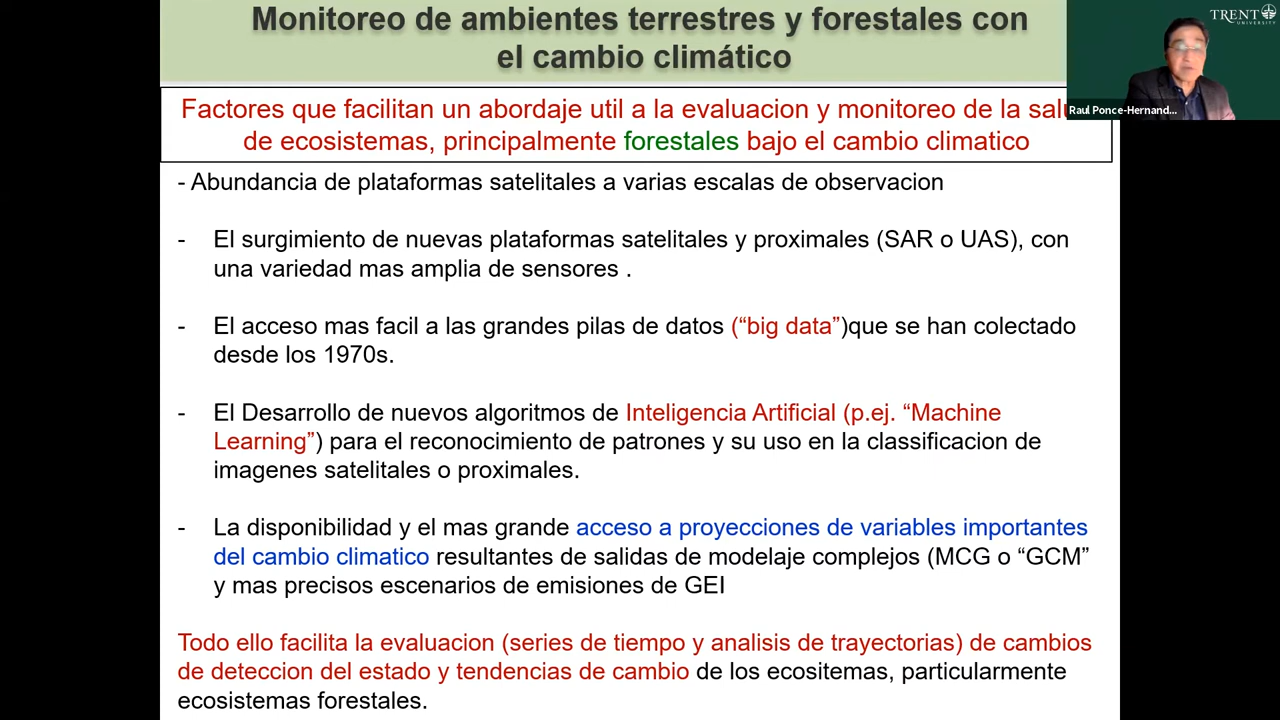 Monitoreo de ambientes terrestres y forestales con
el cambio climático
TRENT
UNIVERSITY
Raul Ponce-Hernand...
Factores que facilitan un abordaje util a la evaluacion y monitoreo de la salu
de ecosistemas, principalmente forestales bajo el cambio climatico
- Abundancia de plataformas satelitales a varias escalas de observacion
- El surgimiento de nuevas plataformas satelitales y proximales (SAR o UAS), con
una variedad mas amplia de sensores .
- El acceso mas facil a las grandes pilas de datos (“big data”)que se han colectado
desde los 1970s.
- El Desarrollo de nuevos algoritmos de Inteligencia Artificial (p.ej. “Machine
Learning”) para el reconocimiento de patrones y su uso en la classificacion de
imagenes satelitales o proximales.
- La disponibilidad y el mas grande acceso a proyecciones de variables importantes
del cambio climatico resultantes de salidas de modelaje complejos (MCG o “GCM”
y mas precisos escenarios de emisiones de GEI
Todo ello facilita la evaluacion (series de tiempo y analisis de trayectorias) de cambios
de deteccion del estado y tendencias de cambio de los ecositemas, particularmente
ecosistemas forestales.